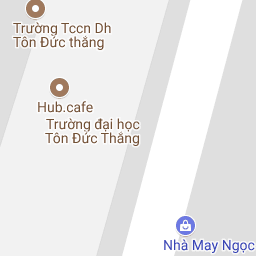 Trường Tccn Dh
Tôn Đức thắng
Hub.cafe
Trường đại học
Tôn Đức Thắng
Nhà May Ngọc